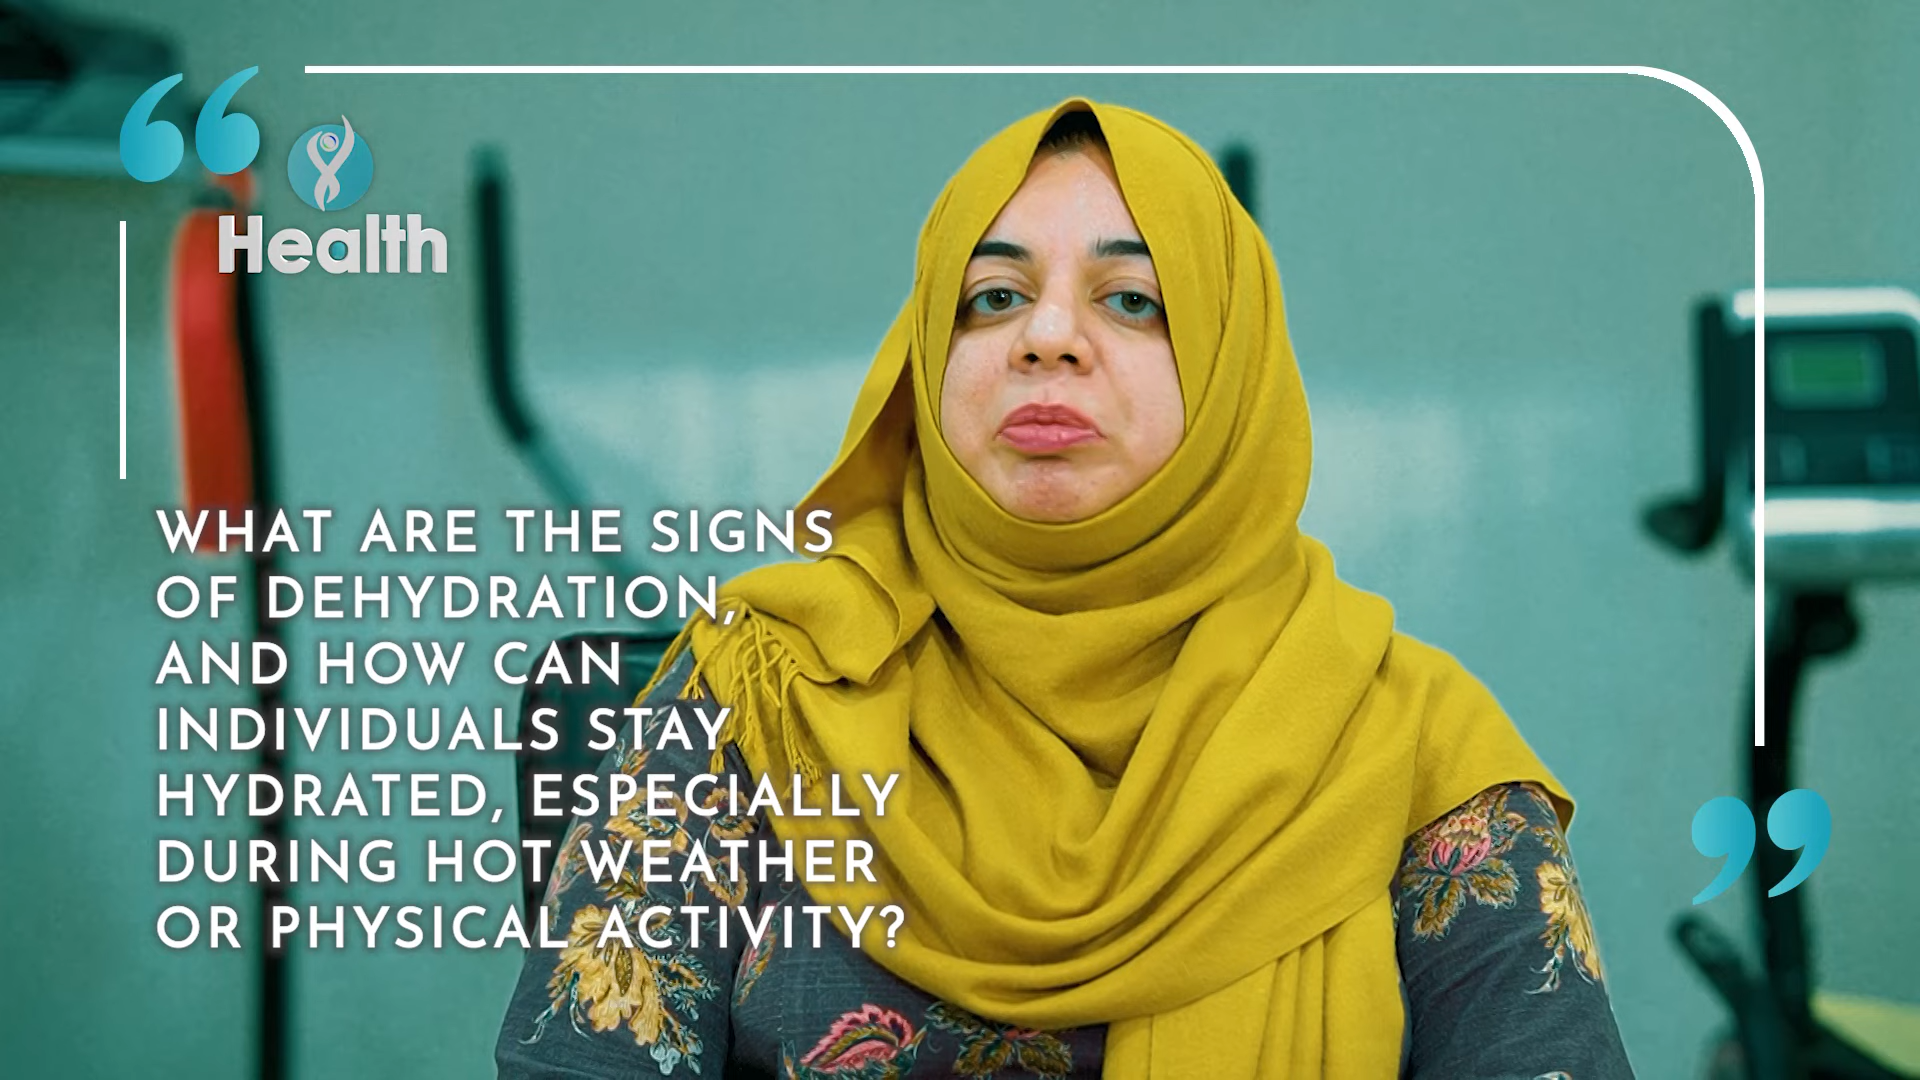 Health
WHAT ARE THE SIGNS
OF DEHYDRATION,
AND HOW CAN
INDIVIDUALS STAY
HYDRATED, ESPECIALLY
DURING HOT WEATHER
OR PHYSICAL ACTIVITY?